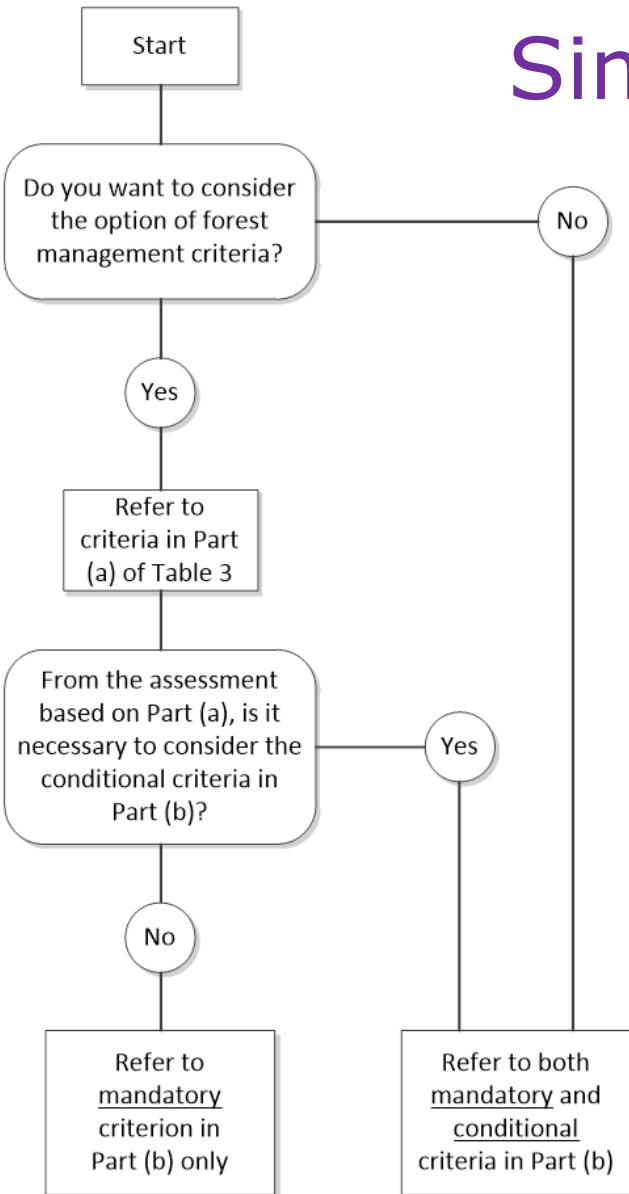 Start
Sin
Do you want to consider
the option of forest
management criteria?
No
Yes
Refer to
criteria in Part
(a) of Table 3
From the assessment
based on Part (a), is it
necessary to consider the
conditional criteria in
Part (b)?
Yes
No
Refer to
mandatory
criterion in
Part (b) only
Refer to both
mandatory and
conditional
criteria in Part (b)